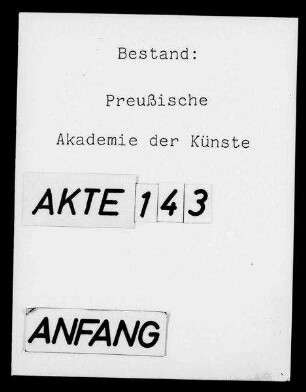 Bestand:
Preußische
Akademie der Künste
AKTE 143
ANFANG